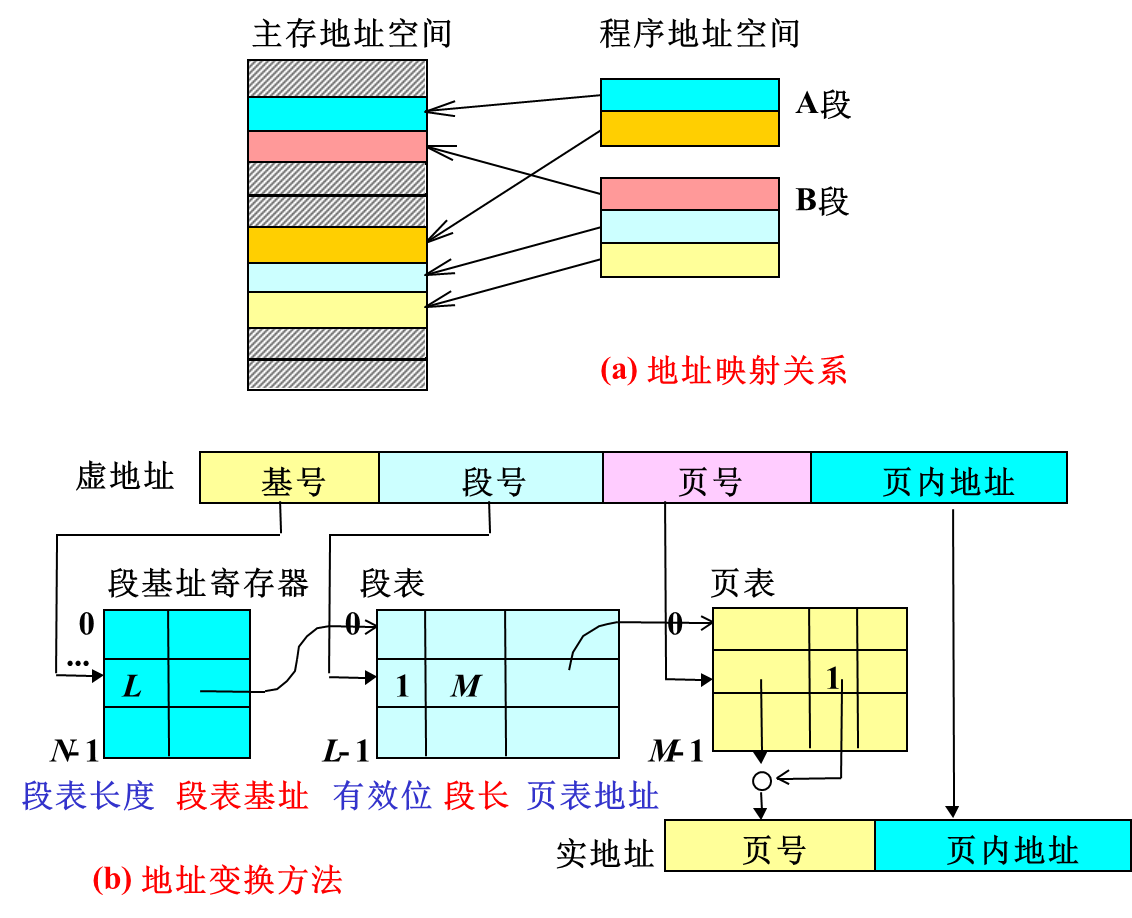 主存地址空间 程序地址空间
A段
B段
(a) 地址映射关系
虚地址 基号 段号 页号 页内地址
段基址寄存器 段表 页表
0 0 0
...
L 1 M 1
N-1 L-1 M-1
段表长度 段表基址 有效位 段长 页表地址
实地址 页号 页内地址
(b) 地址变换方法